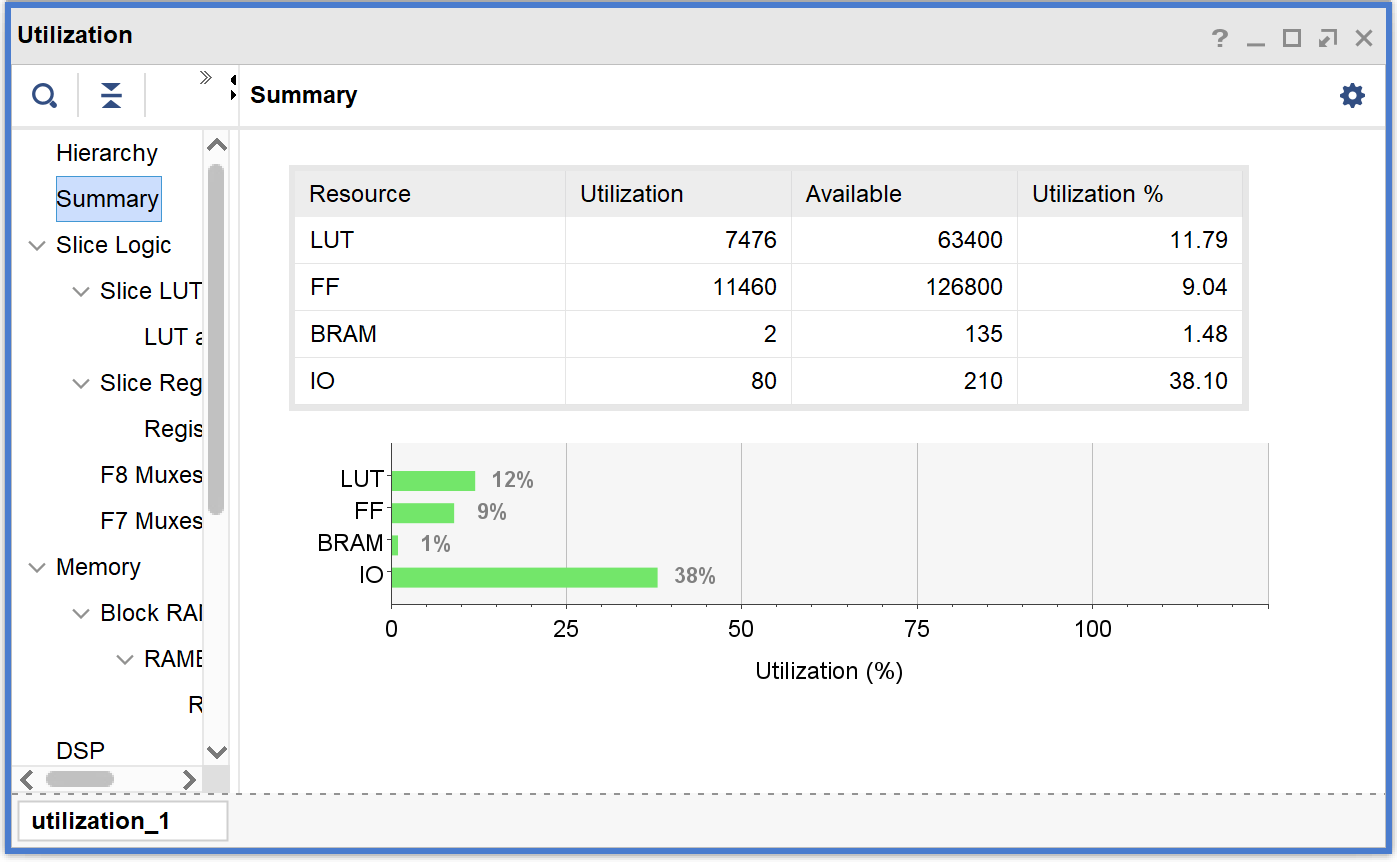 Utilization
?
Summary
Hierarchy
Summary
Slice Logic
Slice LUT
LUT a
Slice Reg
Regis
F8 Muxes
F7 Muxes
Memory
Block RA
RAMB
R
DSP
Resource Utilization Available Utilization %
LUT 7476 63400 11.79
FF 11460 126800 9.04
BRAM 2 135 1.48
IO 80 210 38.10
LUT 12%
FF 9%
BRAM 1%
IO 38%
0 25 50 75 100
Utilization (%)
utilization_1